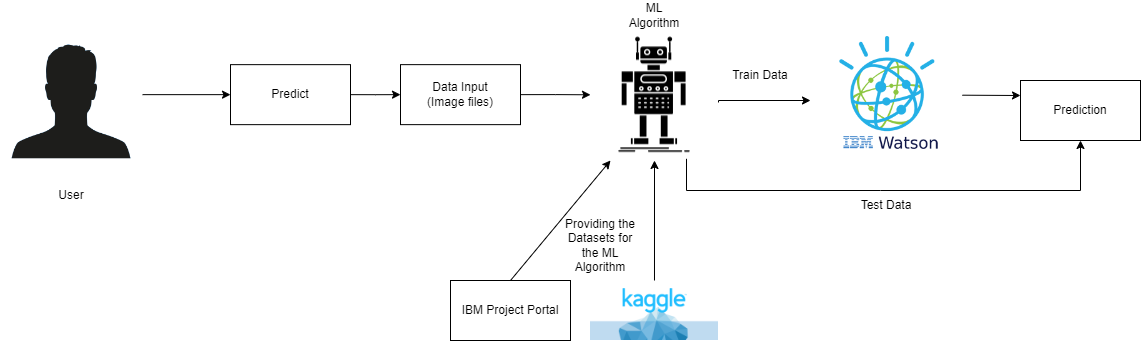 ML
Algorithm
Predict
Data Input
(Image files)
Train Data
IBM Watson
Prediction
User
Test Data
Providing the
Datasets for
the ML
Algorithm
IBM Project Portal
kaggle